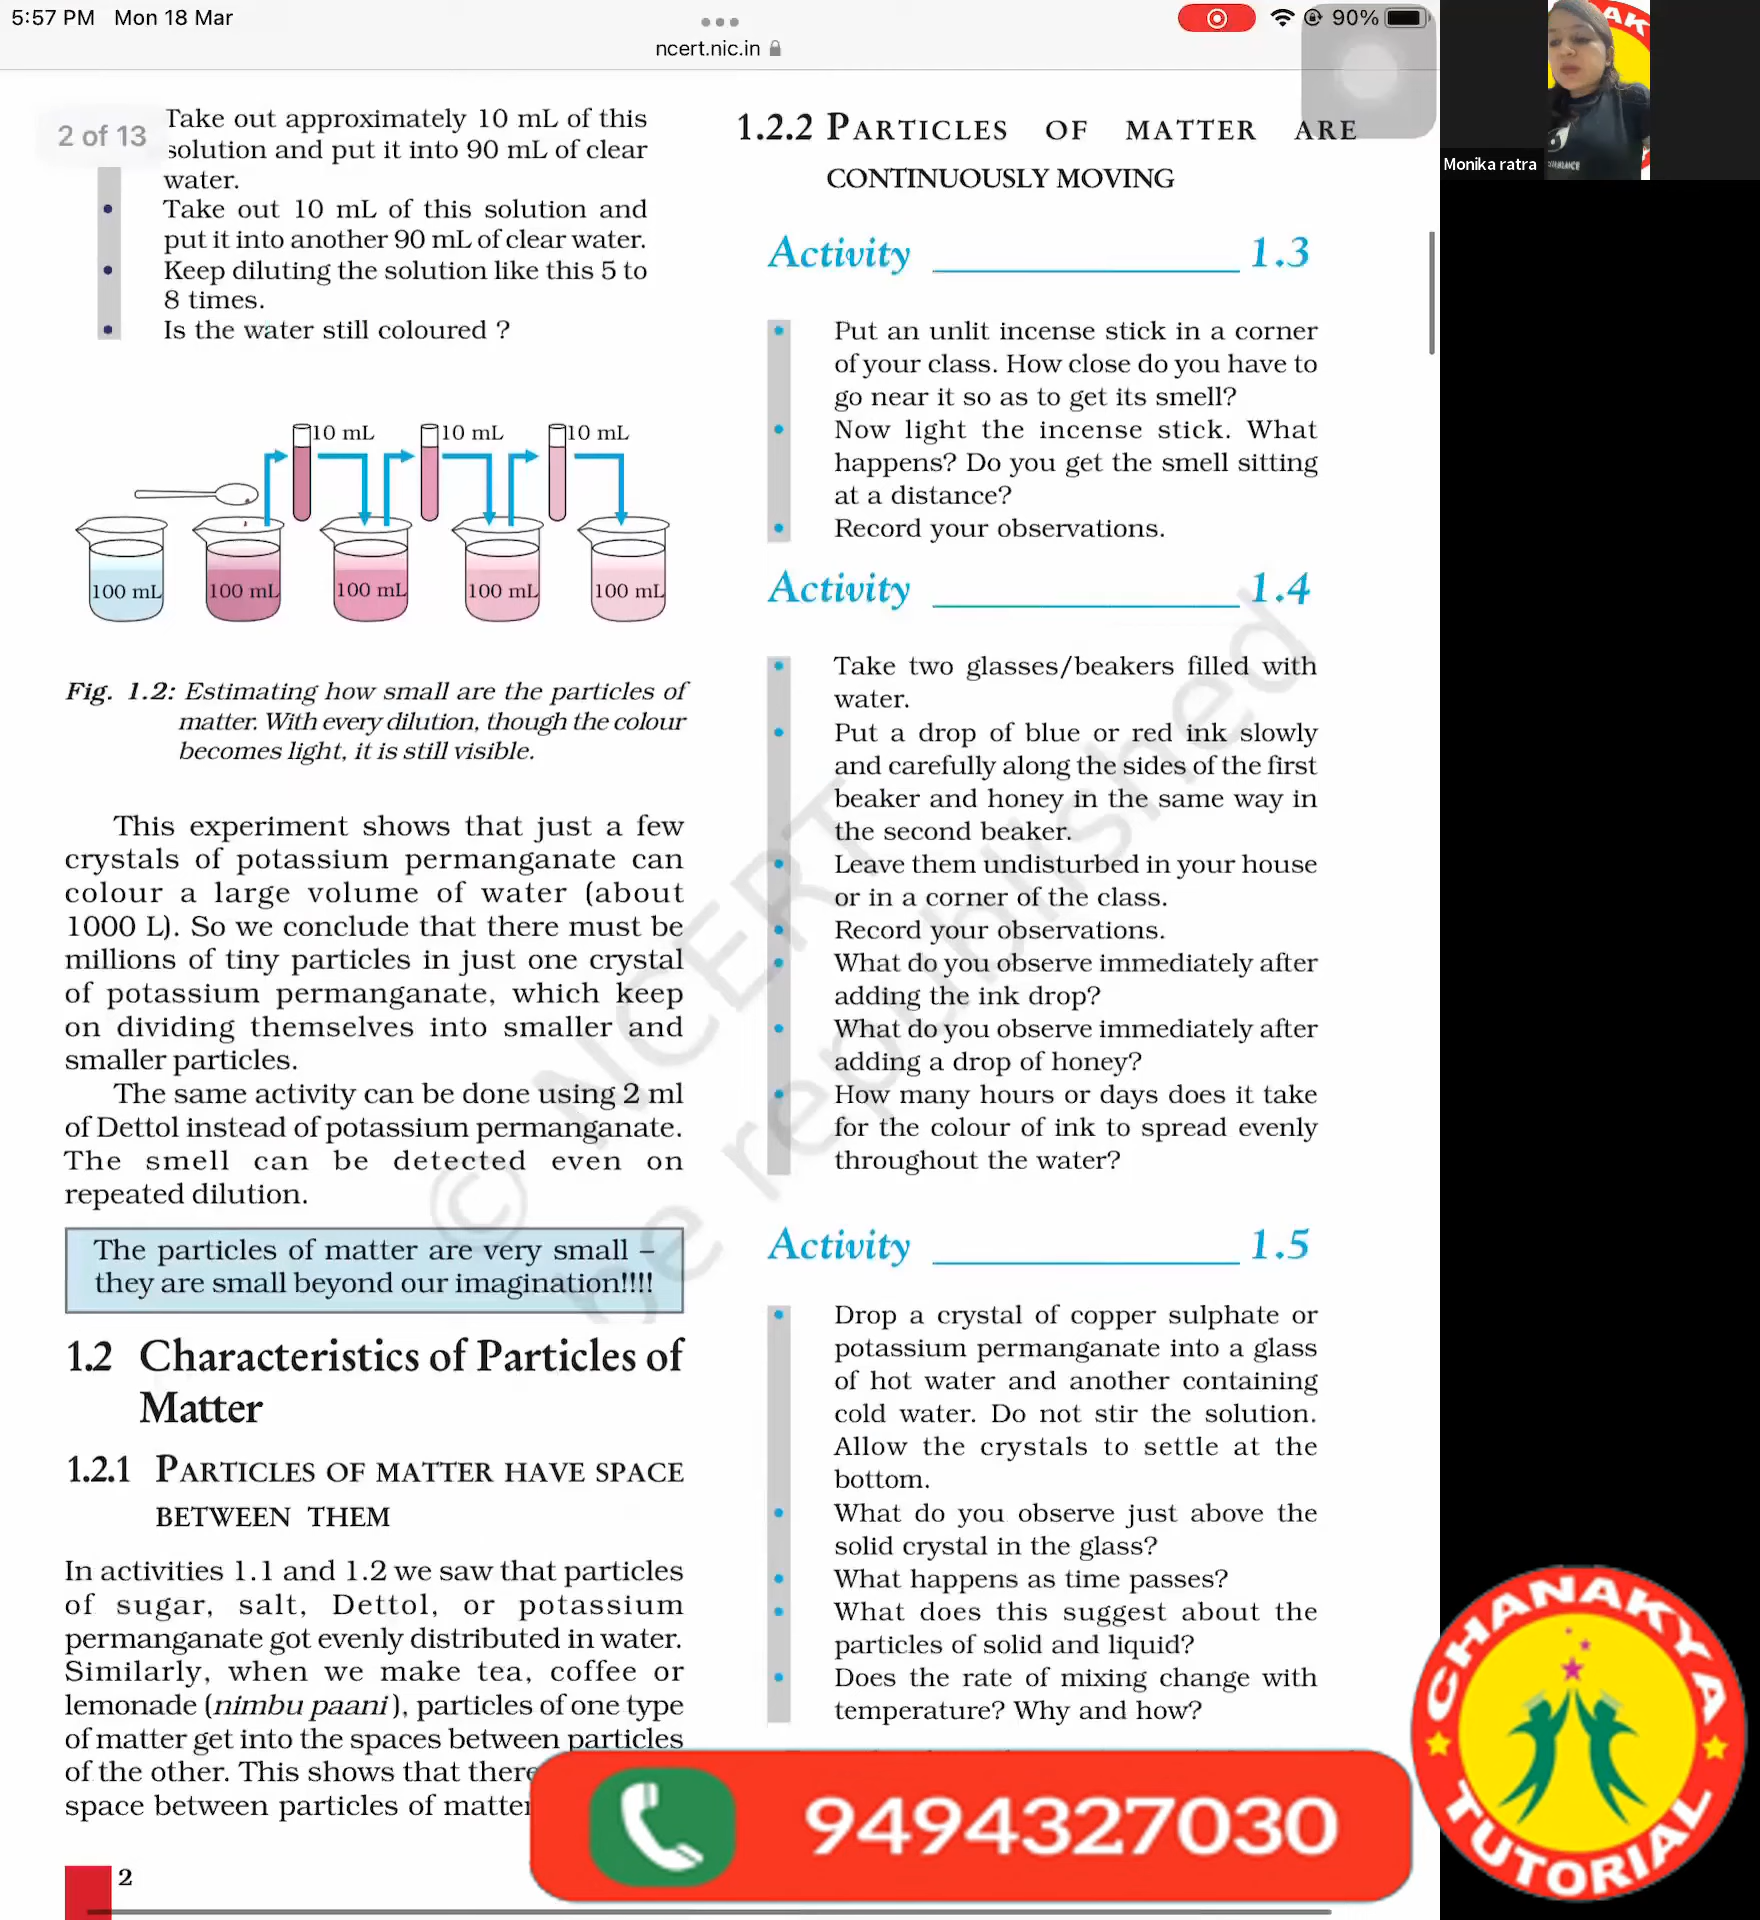 5:57 PM Mon 18 Mar
ncert.nic.in
90%
2 of 13
Take out approximately 10 mL of this
solution and put it into 90 mL of clear
water.
• Take out 10 mL of this solution and
put it into another 90 mL of clear water.
• Keep diluting the solution like this 5 to
8 times.
• Is the water still coloured ?
10 mL 10 mL 10 mL
100 mL 100 mL 100 mL 100 mL 100 mL
Fig. 1.2: Estimating how small are the particles of
matter. With every dilution, though the colour
becomes light, it is still visible.
This experiment shows that just a few
crystals of potassium permanganate can
colour a large volume of water (about
1000 L). So we conclude that there must be
millions of tiny particles in just one crystal
of potassium permanganate, which keep
on dividing themselves into smaller and
smaller particles.
The same activity can be done using 2 ml
of Dettol instead of potassium permanganate.
The smell can be detected even on
repeated dilution.
The particles of matter are very small –
they are small beyond our imagination!!!!
1.2 Characteristics of Particles of
Matter
1.2.1 PARTICLES OF MATTER HAVE SPACE
BETWEEN THEM
In activities 1.1 and 1.2 we saw that particles
of sugar, salt, Dettol, or potassium
permanganate got evenly distributed in water.
Similarly, when we make tea, coffee or
lemonade (nimbu paani), particles of one type
of matter get into the spaces between particles
of the other. This shows that there
space between particles of matter
2
1.2.2 PARTICLES OF MATTER ARE
CONTINUOUSLY MOVING
Activity 1.3
• Put an unlit incense stick in a corner
of your class. How close do you have to
go near it so as to get its smell?
• Now light the incense stick. What
happens? Do you get the smell sitting
at a distance?
• Record your observations.
Activity 1.4
• Take two glasses/beakers filled with
water.
• Put a drop of blue or red ink slowly
and carefully along the sides of the first
beaker and honey in the same way in
the second beaker.
• Leave them undisturbed in your house
or in a corner of the class.
• Record your observations.
• What do you observe immediately after
adding the ink drop?
• What do you observe immediately after
adding a drop of honey?
• How many hours or days does it take
for the colour of ink to spread evenly
throughout the water?
Activity 1.5
• Drop a crystal of copper sulphate or
potassium permanganate into a glass
of hot water and another containing
cold water. Do not stir the solution.
Allow the crystals to settle at the
bottom.
• What do you observe just above the
solid crystal in the glass?
• What happens as time passes?
• What does this suggest about the
particles of solid and liquid?
• Does the rate of mixing change with
temperature? Why and how?
© NCERT
be republished
Monika ratra
AK
9494327030
CHANAKYA
TUTORIAL